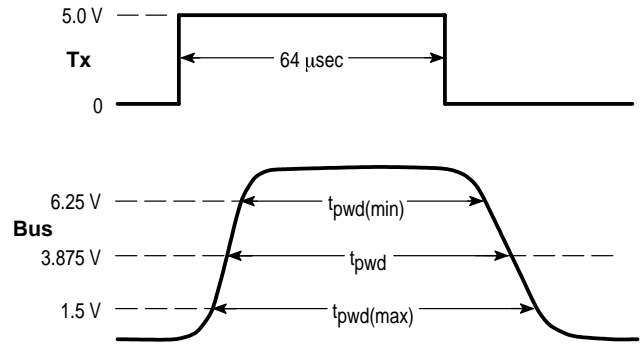 5.0 V
Tx
64 μsec
0
6.25 V
tpwd(min)
Bus
3.875 V
tpwd
1.5 V
tpwd(max)